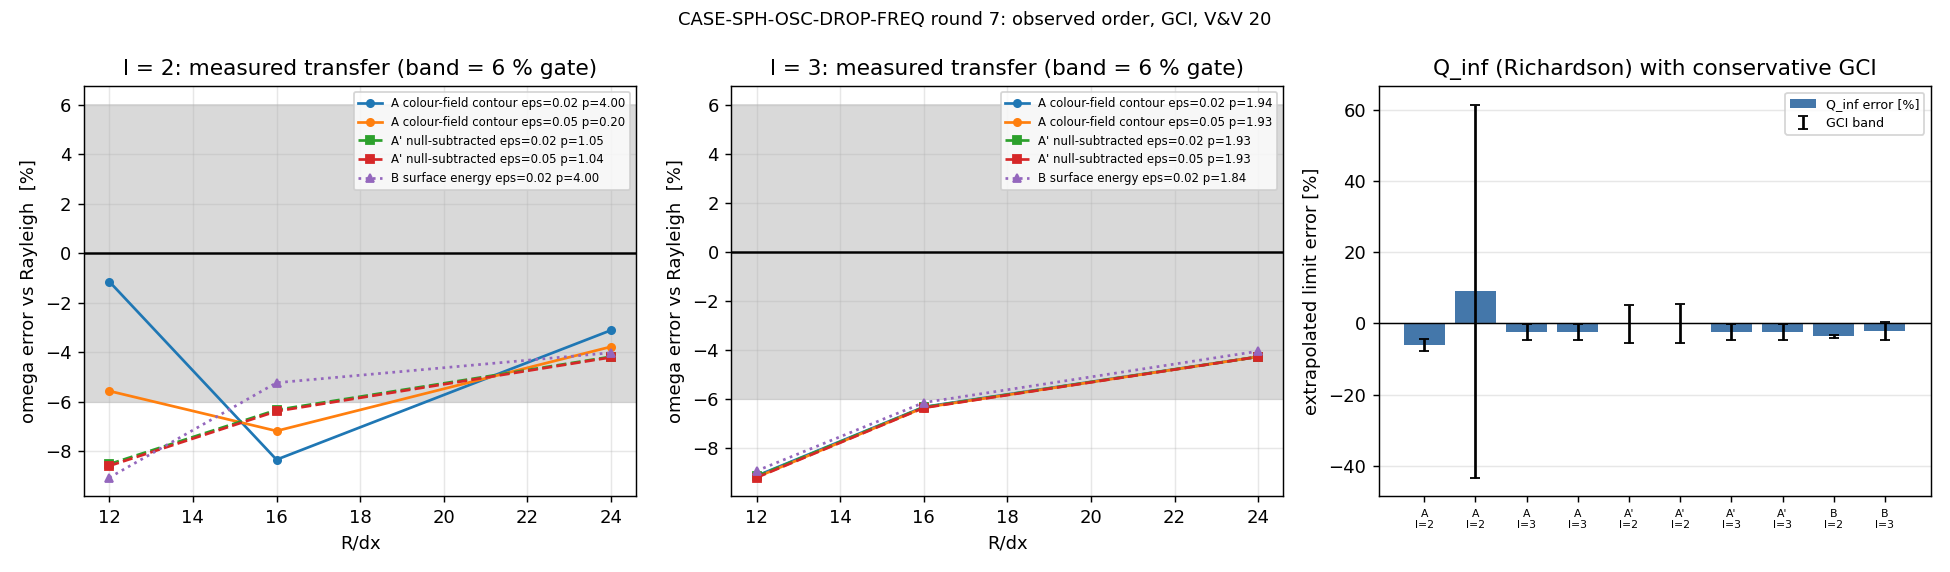 CASE-SPH-OSC-DROP-FREQ round 7: observed order, GCI, V&V 20
l = 2: measured transfer (band = 6 % gate)
omega error vs Rayleigh [%]
6
4
2
0
−2
−4
−6
−8
A colour-field contour eps=0.02 p=4.00
A colour-field contour eps=0.05 p=0.20
A' null-subtracted eps=0.02 p=1.05
A' null-subtracted eps=0.05 p=1.04
B surface energy eps=0.02 p=4.00
12 14 16 18 20 22 24
R/dx
l = 3: measured transfer (band = 6 % gate)
omega error vs Rayleigh [%]
6
4
2
0
−2
−4
−6
−8
A colour-field contour eps=0.02 p=1.94
A colour-field contour eps=0.05 p=1.93
A' null-subtracted eps=0.02 p=1.93
A' null-subtracted eps=0.05 p=1.93
B surface energy eps=0.02 p=1.84
12 14 16 18 20 22 24
R/dx
Q_inf (Richardson) with conservative GCI
extrapolated limit error [%]
60
40
20
0
−20
−40
Q_inf error [%]
GCI band
A A A A A' A' A' A' B B
l=2 l=2 l=3 l=3 l=2 l=2 l=3 l=3 l=2 l=3